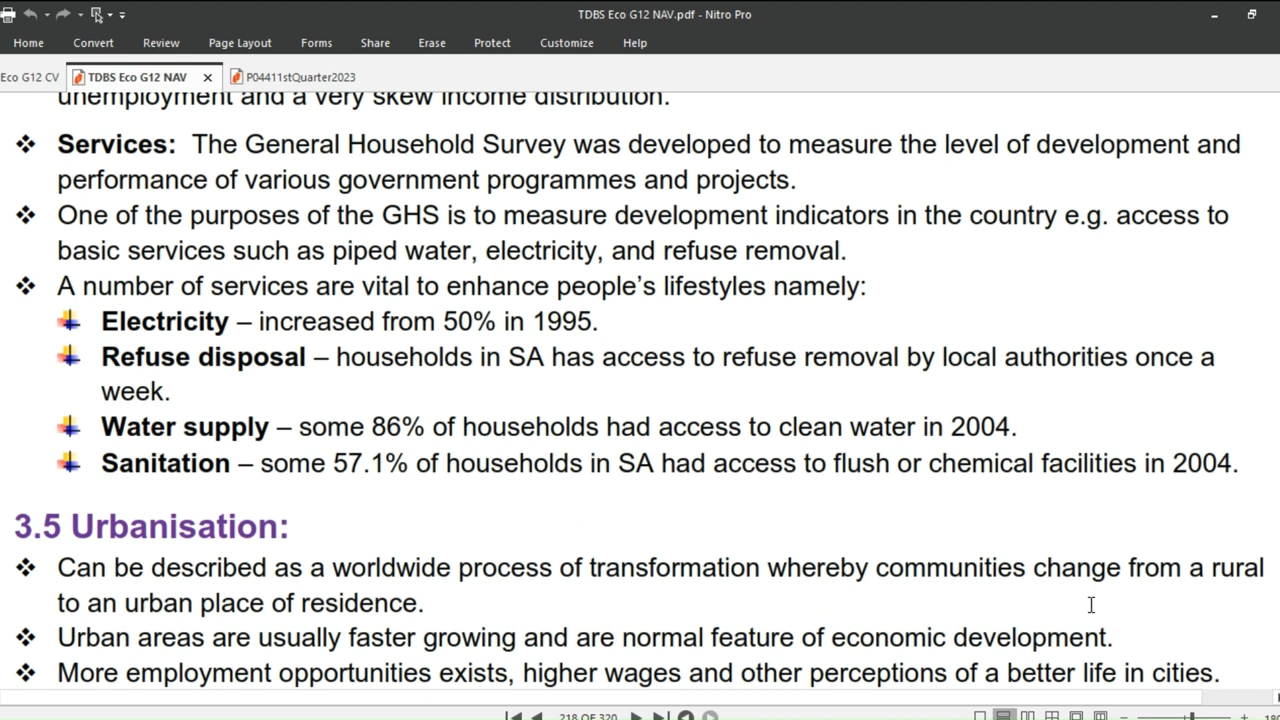 TDBS Eco G12 NAV.pdf - Nitro Pro
Home Convert Review Page Layout Forms Share Erase Protect Customize Help
Eco G12 CV TDBS Eco G12 NAV × P04411stQuarter2023
unemployment and a very skew income distribution.
❖ Services: The General Household Survey was developed to measure the level of development and
performance of various government programmes and projects.
❖ One of the purposes of the GHS is to measure development indicators in the country e.g. access to
basic services such as piped water, electricity, and refuse removal.
❖ A number of services are vital to enhance people's lifestyles namely:
Electricity – increased from 50% in 1995.
Refuse disposal – households in SA has access to refuse removal by local authorities once a
week.
Water supply – some 86% of households had access to clean water in 2004.
Sanitation – some 57.1% of households in SA had access to flush or chemical facilities in 2004.
3.5 Urbanisation:
❖ Can be described as a worldwide process of transformation whereby communities change from a rural
to an urban place of residence.
❖ Urban areas are usually faster growing and are normal feature of economic development.
❖ More employment opportunities exists, higher wages and other perceptions of a better life in cities.
218 OF 320